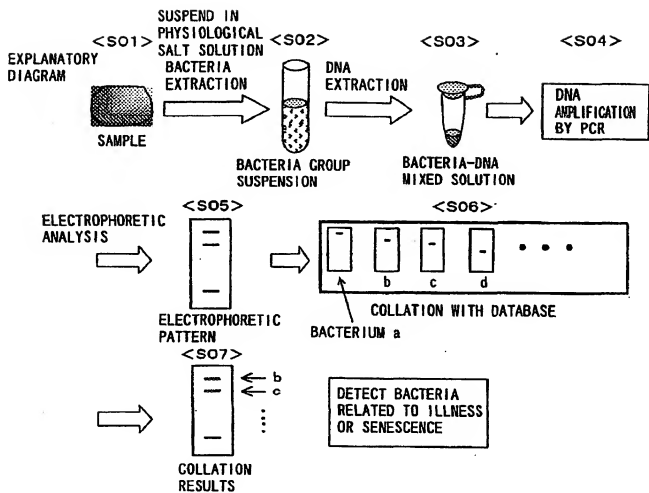 EXPLANATORY
DIAGRAM
<S01>
SUSPEND IN
PHYSIOLOGICAL
SALT SOLUTION
BACTERIA
EXTRACTION
<S02>
DNA
EXTRACTION
<S03>
<S04>
DNA
AMPLIFICATION
BY PCR
SAMPLE
BACTERIA GROUP
SUSPENSION
BACTERIA-DNA
MIXED SOLUTION
ELECTROPHORETIC
ANALYSIS
<S05>
ELECTROPHORETIC
PATTERN
<S06>
b
c
d
COLLATION WITH DATABASE
BACTERIUM a
<S07>
b
c
COLLATION
RESULTS
DETECT BACTERIA
RELATED TO ILLNESS
OR SENESCENCE